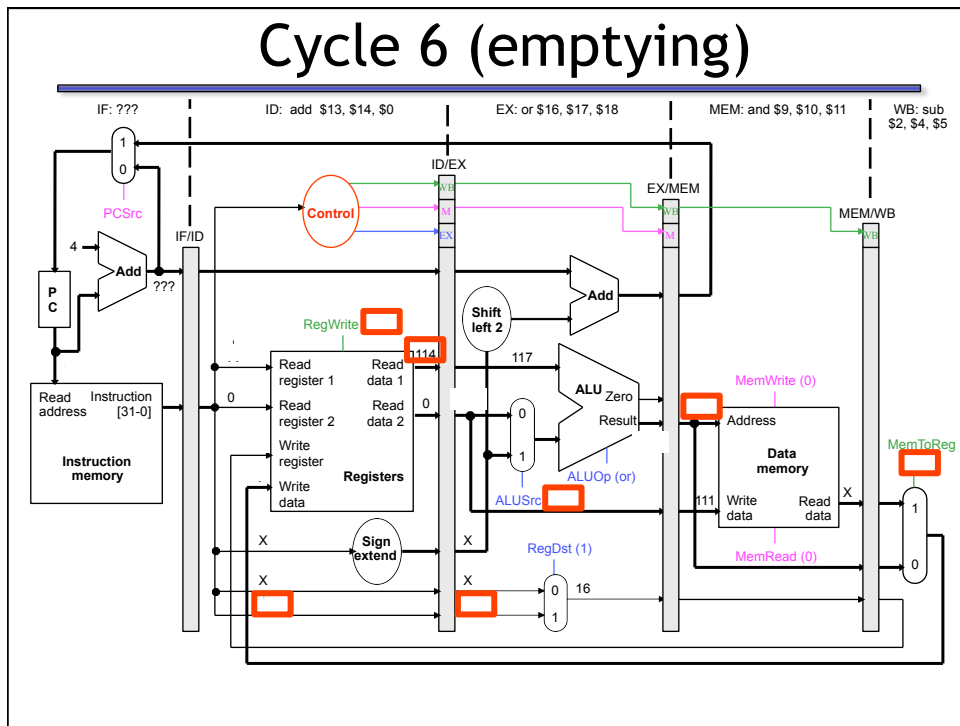 Cycle 6 (emptying)
IF: ???
ID: add $13, $14, $0
EX: or $16, $17, $18
MEM: and $9, $10, $11
WB: sub
$2, $4, $5
1
0
PCSrc
4
Add
???
P
C
Read
address
Instruction
[31-0]
Instruction
memory
IF/ID
Control
ID/EX
WB
M
EX
EX/MEM
WB
M
MEM/WB
WB
RegWrite
Read
register 1
0
Read
register 2
Write
register
Write
data
Read
data 1
114
Read
data 2
0
Registers
X
Sign
extend
X
X
X
Shift
left 2
Add
117
ALU
Zero
Result
0
1
ALUSrc
ALUOp (or)
RegDst (1)
0
1
16
MemWrite (0)
Address
Data
memory
111
Write
data
Read
data
X
MemRead (0)
MemToReg
1
0